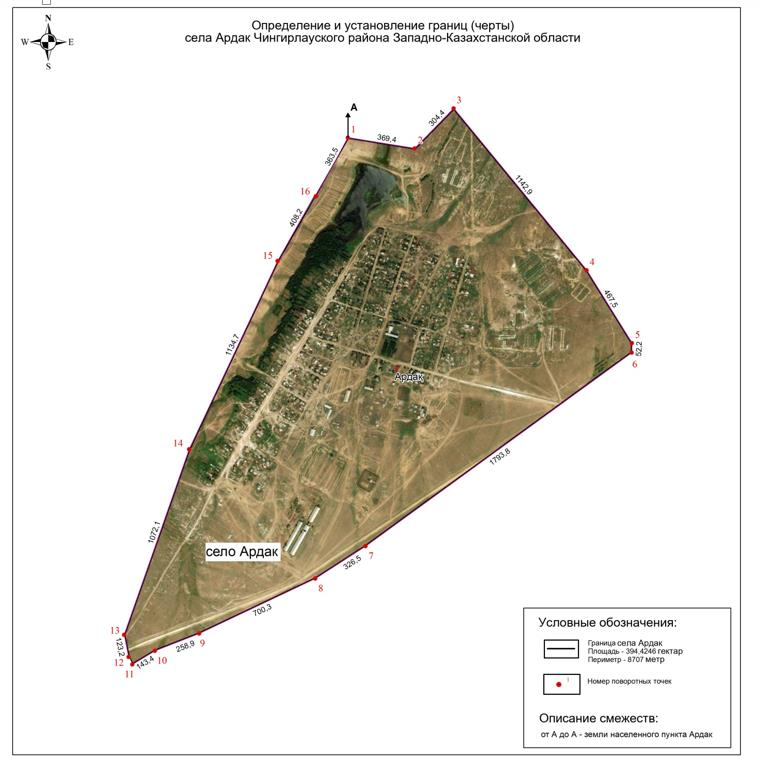 Определение и установление границ (черты)
села Ардак Чингирлауского района Западно-Казахстанской области
N
W E
S
А
1
369,4
2
304,4
3
1142,9
4
467,5
5
52,2
6
1793,8
7
326,5
8
700,3
9
258,9
10
143,4
11
12
123,2
13
1072,1
14
1134,7
15
408,2
16
363,5
Ардак
село Ардак
Условные обозначения:
Граница села Ардак
Площадь - 394,4246 гектар
Периметр - 8707 метр
1
Номер поворотных точек
Описание смежеств:
от А до А - земли населенного пункта Ардак